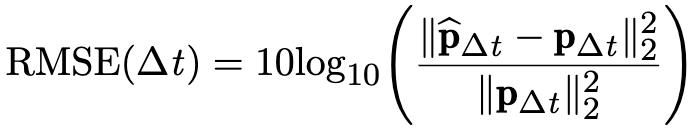 RMSE(Δt) = 10log₁₀(‖p̂_Δt − p_Δt‖₂² / ‖p_Δt‖₂²)